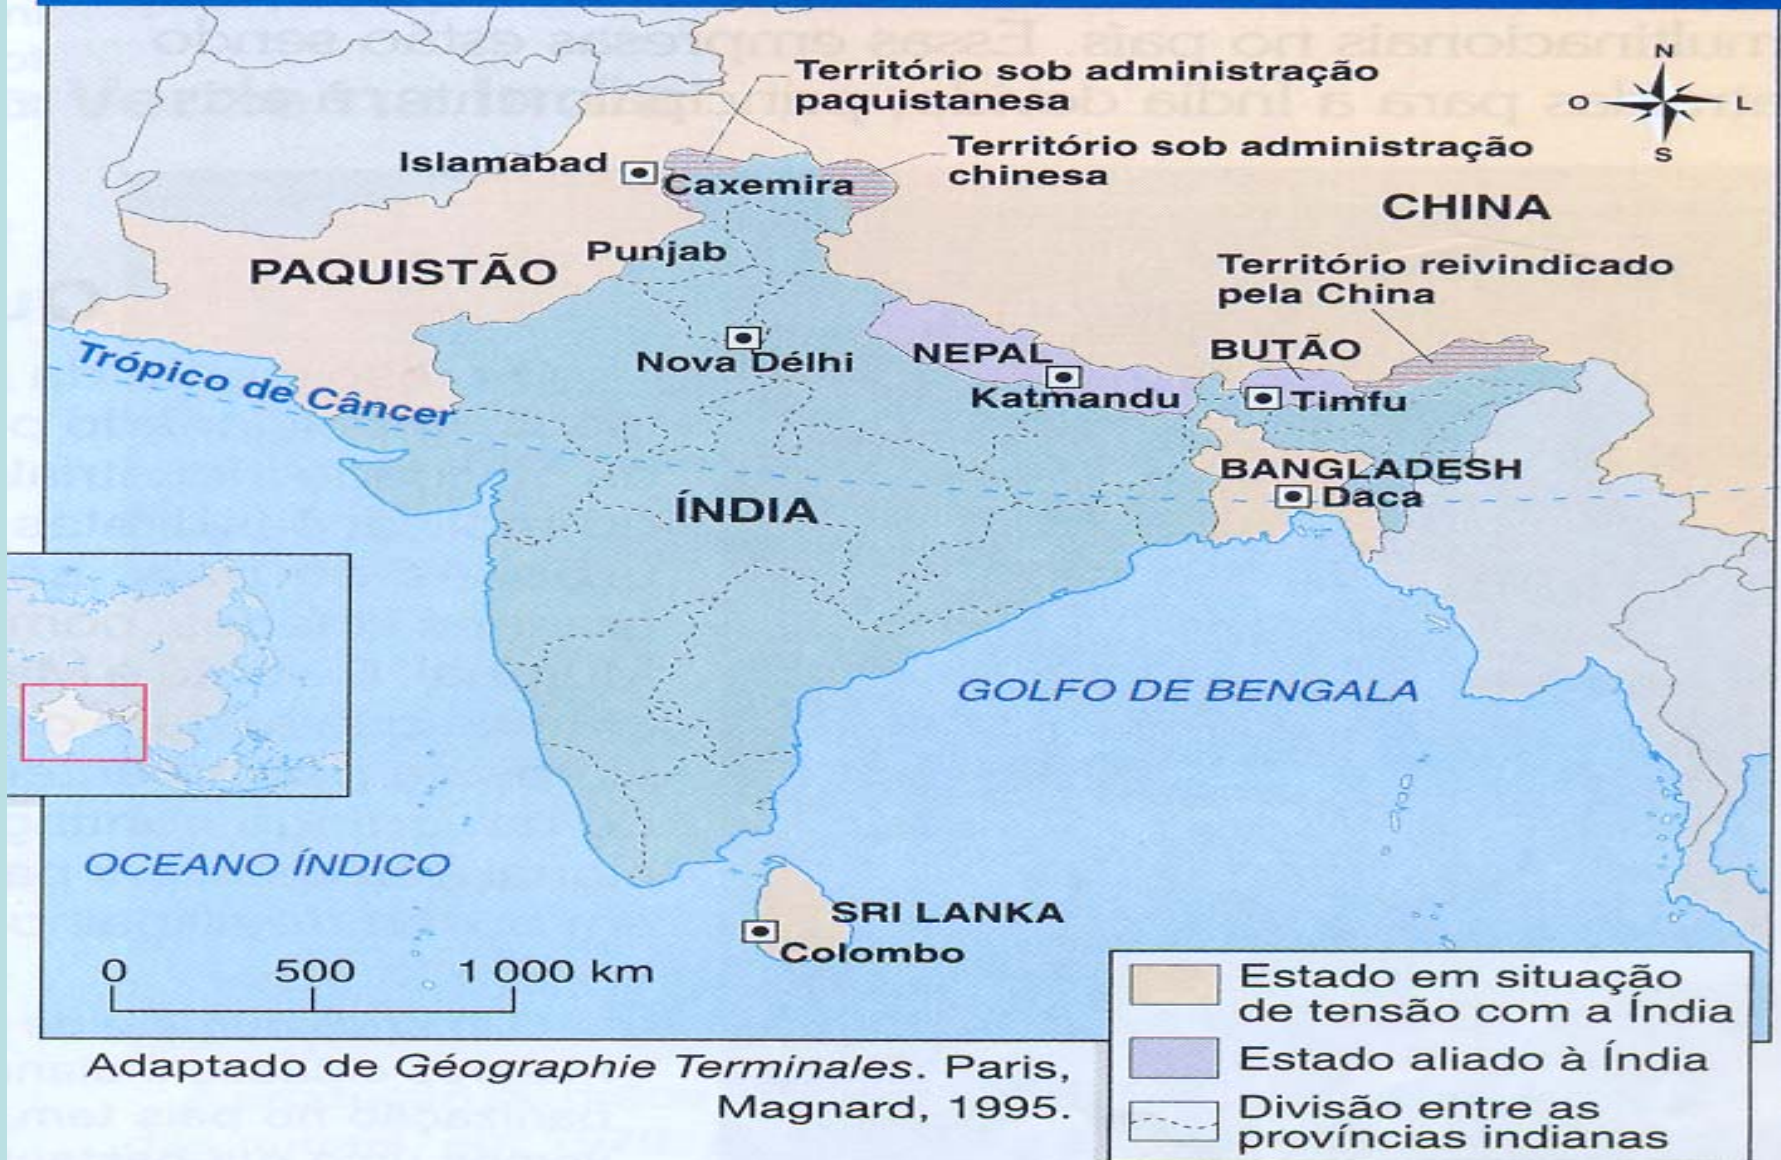 Território sob administração
paquistanesa
Território sob administração
chinesa
N
O
L
S
Islamabad
Caxemira
CHINA
Punjab
PAQUISTÃO
Território reivindicado
pela China
Trópico de Câncer
Nova Délhi
NEPAL
Katmandu
BUTÃO
Timfu
BANGLADESH
Daca
ÍNDIA
GOLFO DE BENGALA
OCEANO ÍNDICO
SRI LANKA
Colombo
0 500 1 000 km
Estado em situação
de tensão com a Índia
Estado aliado à Índia
Divisão entre as
províncias indianas
Adaptado de Géographie Terminales. Paris,
Magnard, 1995.